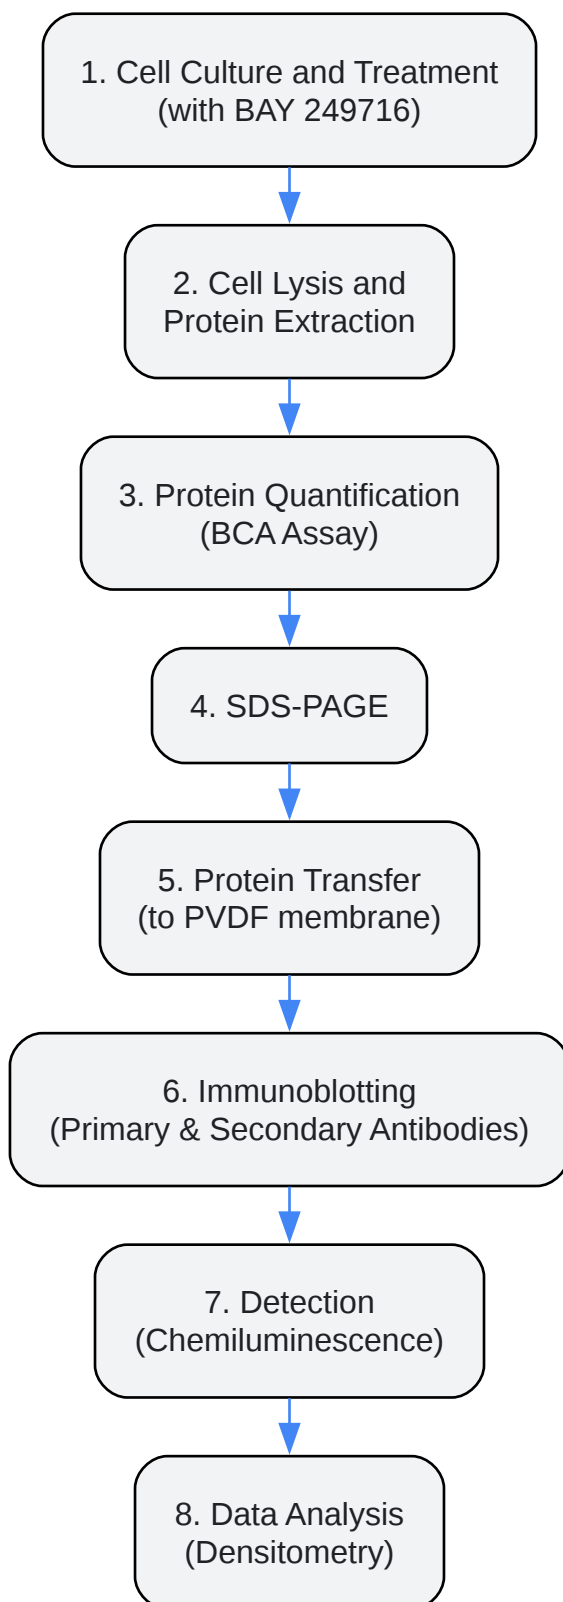 1. Cell Culture and Treatment
(with BAY 249716)
2. Cell Lysis and
Protein Extraction
3. Protein Quantification
(BCA Assay)
4. SDS-PAGE
5. Protein Transfer
(to PVDF membrane)
6. Immunoblotting
(Primary & Secondary Antibodies)
7. Detection
(Chemiluminescence)
8. Data Analysis
(Densitometry)